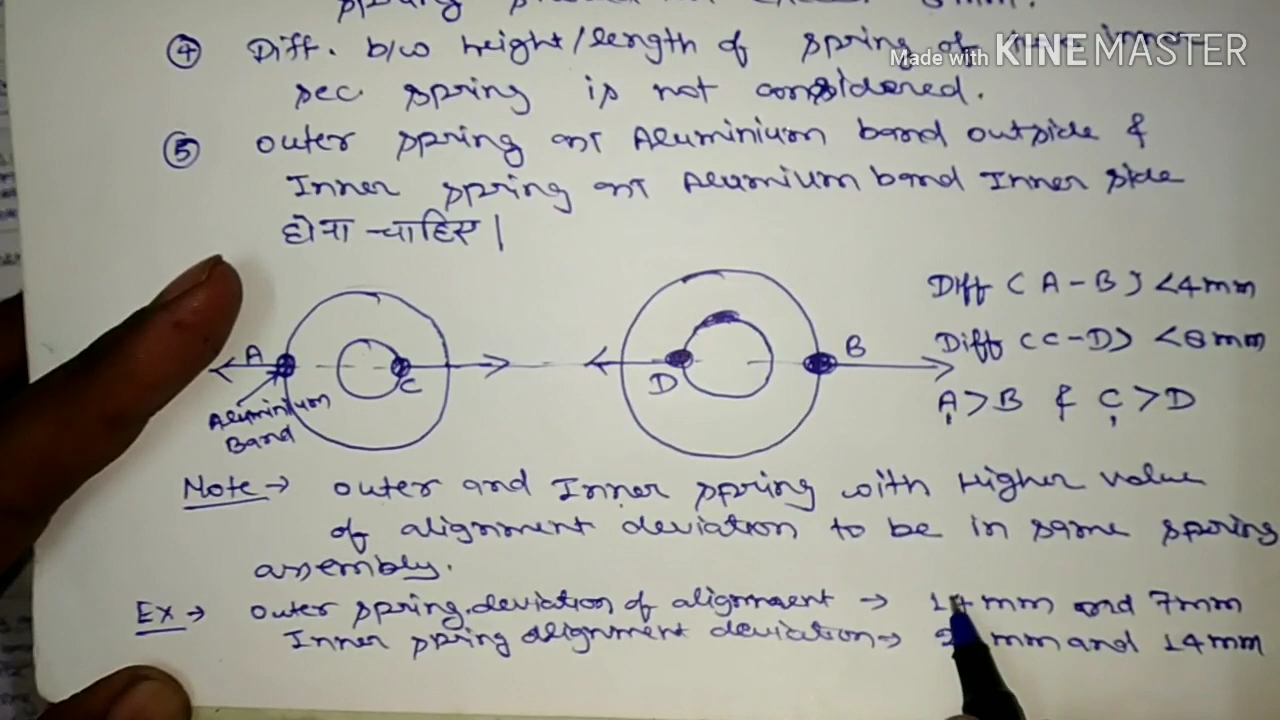 spring
④ Diff. b/w height/length of spring of inner
Made with KINEMASTER
sec. spring is not considered.
⑤ Outer spring का Aluminium band outside &
Inner spring का Alumium band Inner side
होना चाहिए।
Diff (A-B) <4mm
A
B
Diff (C-D) <8mm
C
D
A>B & C>D
Aluminium
Band
Note → Outer and Inner spring with Higher value
of alignment deviation to be in same spring
assembly.
Ex → Outer spring deviation of alignment → mm and 7mm
Inner spring alignment deviation → mm and 14mm